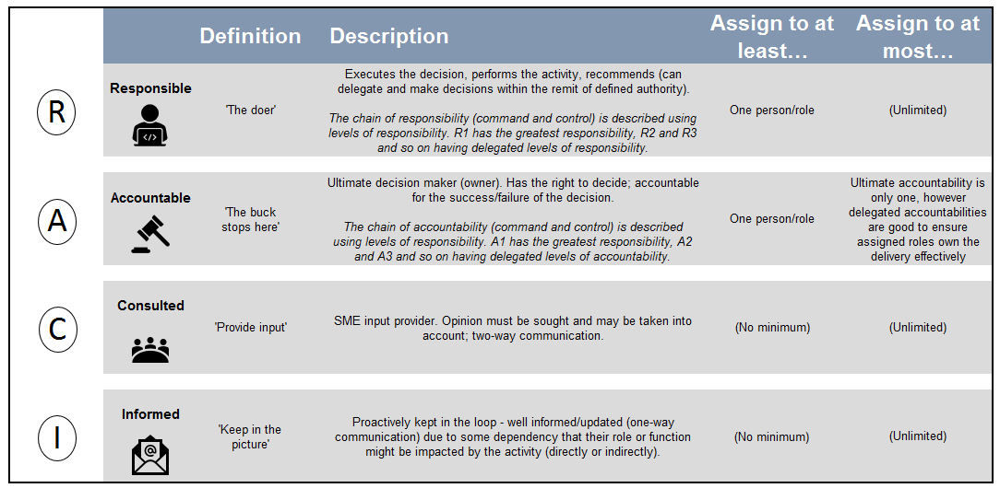 Definition
Description
Assign to at
least…
Assign to at
most…
R
Responsible
</>
'The doer'
Executes the decision, performs the activity, recommends (can
delegate and make decisions within the remit of defined authority).
The chain of responsibility (command and control) is described using
levels of responsibility. R1 has the greatest responsibility, R2 and R3
and so on having delegated levels of responsibility.
One person/role
(Unlimited)
A
Accountable
'The buck
stops here'
Ultimate decision maker (owner). Has the right to decide; accountable
for the success/failure of the decision.
The chain of accountability (command and control) is described
using levels of responsibility. A1 has the greatest responsibility, A2
and A3 and so on having delegated levels of accountability.
One person/role
Ultimate accountability is
only one, however
delegated accountabilities
are good to ensure
assigned roles own the
delivery effectively
C
Consulted
'Provide input'
SME input provider. Opinion must be sought and may be taken into
account; two-way communication.
(No minimum)
(Unlimited)
I
Informed
@
'Keep in the
picture'
Proactively kept in the loop - well informed/updated (one-way
communication) due to some dependency that their role or function
might be impacted by the activity (directly or indirectly).
(No minimum)
(Unlimited)